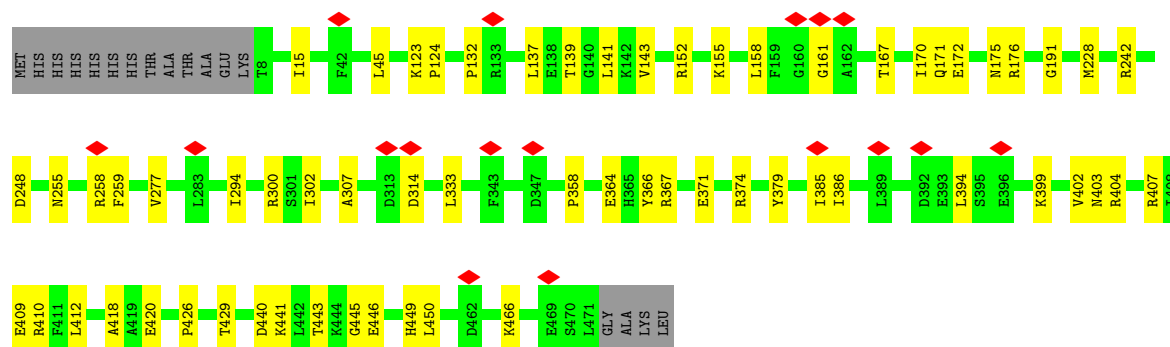 MET HIS HIS HIS HIS HIS HIS THR ALA THR ALA GLU LYS T8 I15 F42 L45 K123 P124 P132 R133 L137 E138 T139 G140 L141 K142 V143 R152 K155 L158 F159 G160 G161 A162 T167 I170 Q171 E172 N175 R176 G191 M228 R242
D248 N255 R258 F259 V277 L283 I294 R300 S301 I302 A307 D313 D314 L333 F343 D347 P358 E364 H365 Y366 R367 E371 R374 Y379 I385 I386 L389 D392 E393 L394 S395 E396 K399 V402 N403 R404 R407
E409 R410 F411 L412 A418 A419 E420 P426 T429 D440 K441 L442 T443 K444 G445 E446 H449 L450 D462 K466 E469 S470 L471 GLY ALA LYS LEU